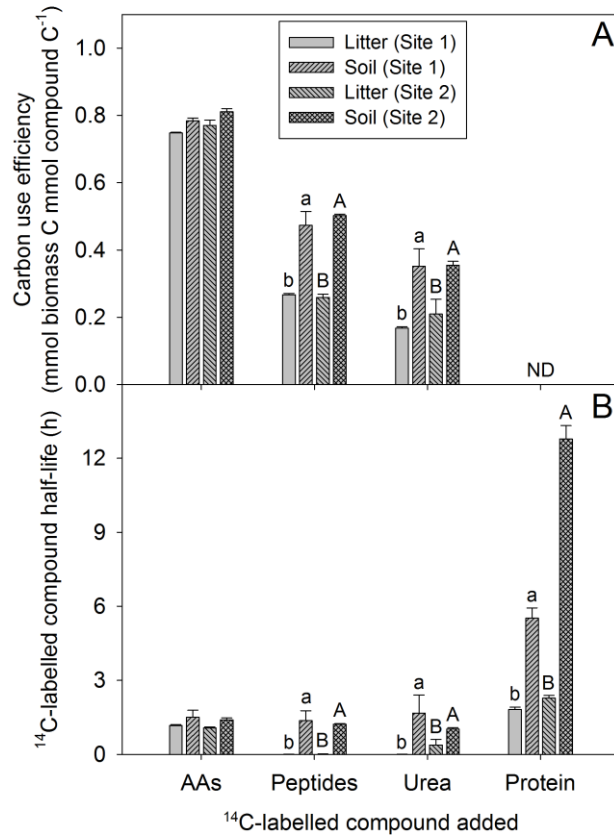 A
Litter (Site 1)
Soil (Site 1)
Litter (Site 2)
Soil (Site 2)
Carbon use efficiency
(mmol biomass C mmol compound C⁻¹)
1.0
0.8
0.6
0.4
0.2
0.0
b a B A
b a B A
ND
B
¹⁴C-labelled compound half-life (h)
12
9
6
3
0
b a B A
b a B A
b a B A
AAs Peptides Urea Protein
¹⁴C-labelled compound added